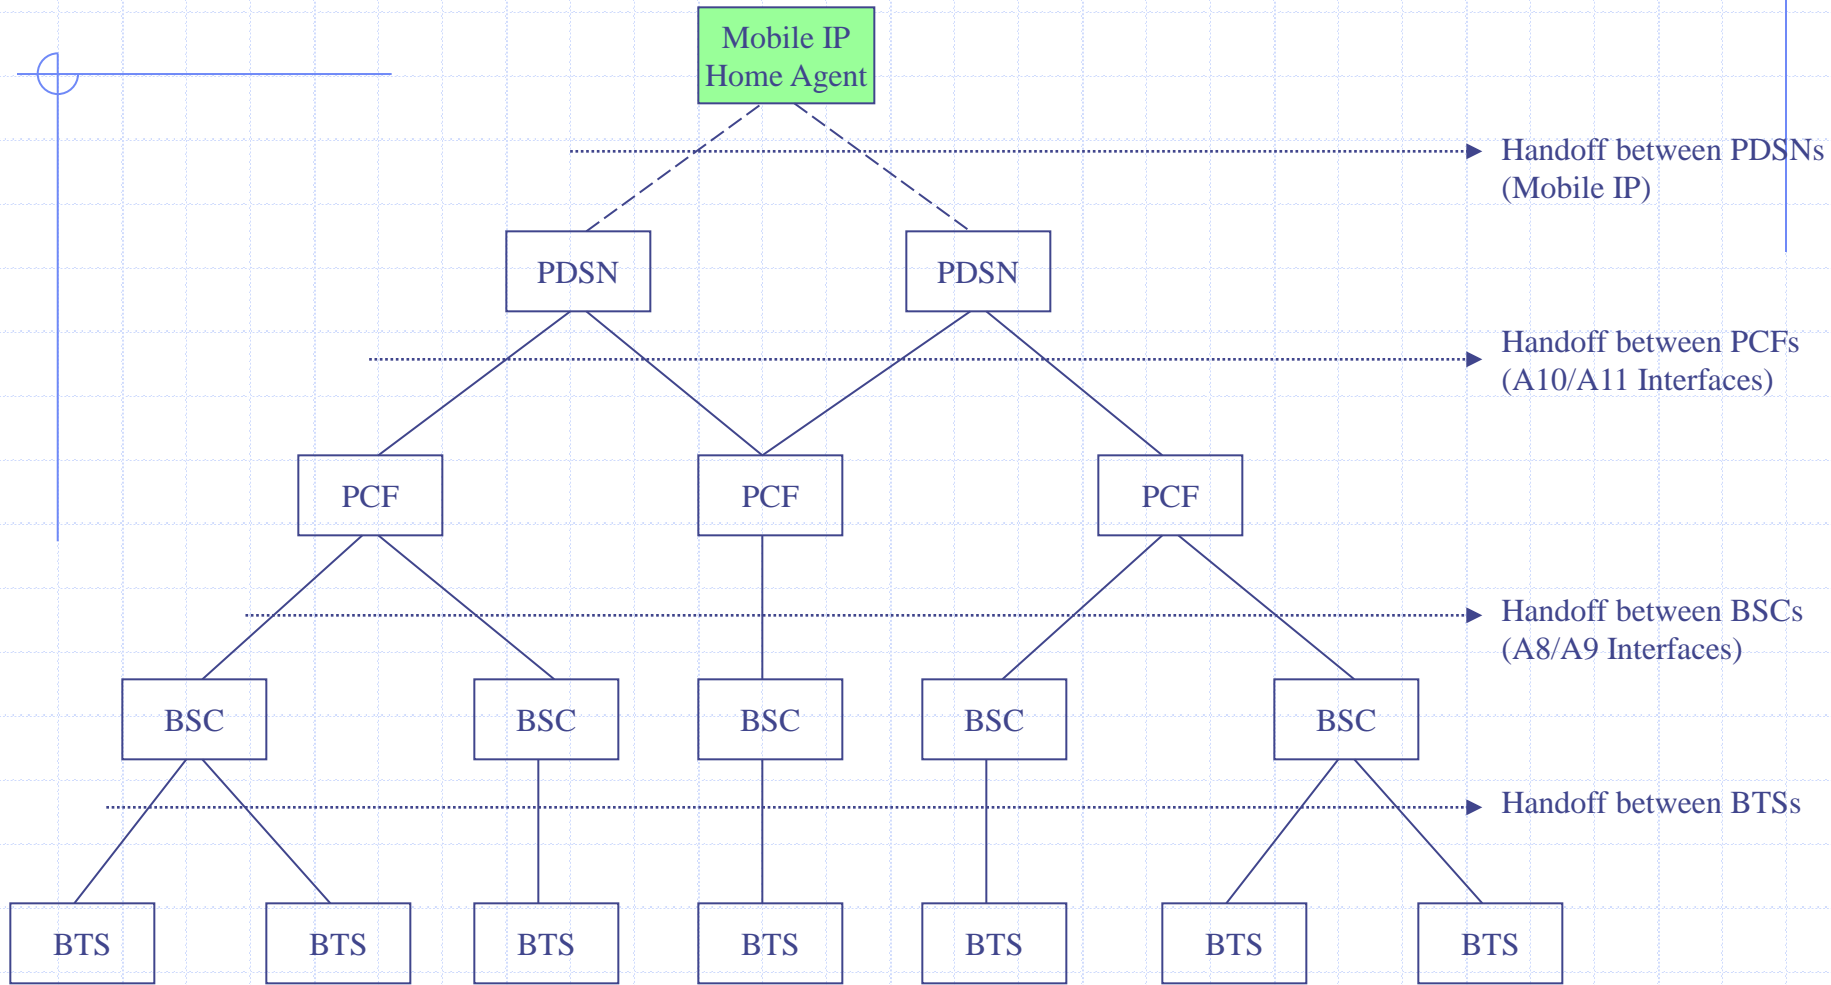 Mobile IP
Home Agent
Handoff between PDSNs
(Mobile IP)
PDSN PDSN
Handoff between PCFs
(A10/A11 Interfaces)
PCF PCF PCF
Handoff between BSCs
(A8/A9 Interfaces)
BSC BSC BSC BSC BSC
Handoff between BTSs
BTS BTS BTS BTS BTS BTS BTS